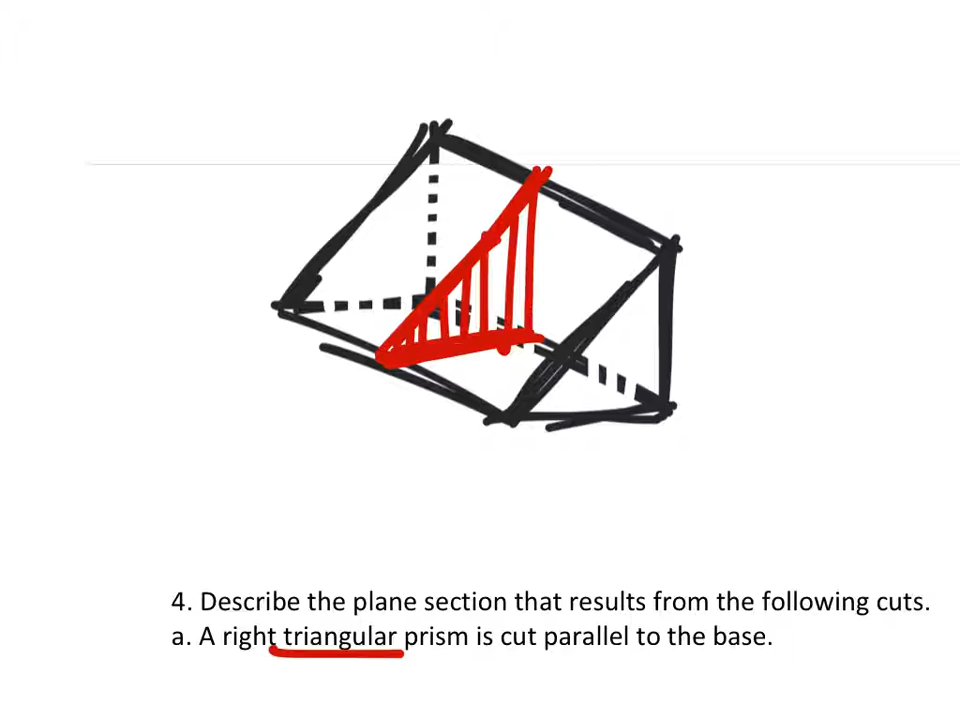 4. Describe the plane section that results from the following cuts.
a. A right triangular prism is cut parallel to the base.